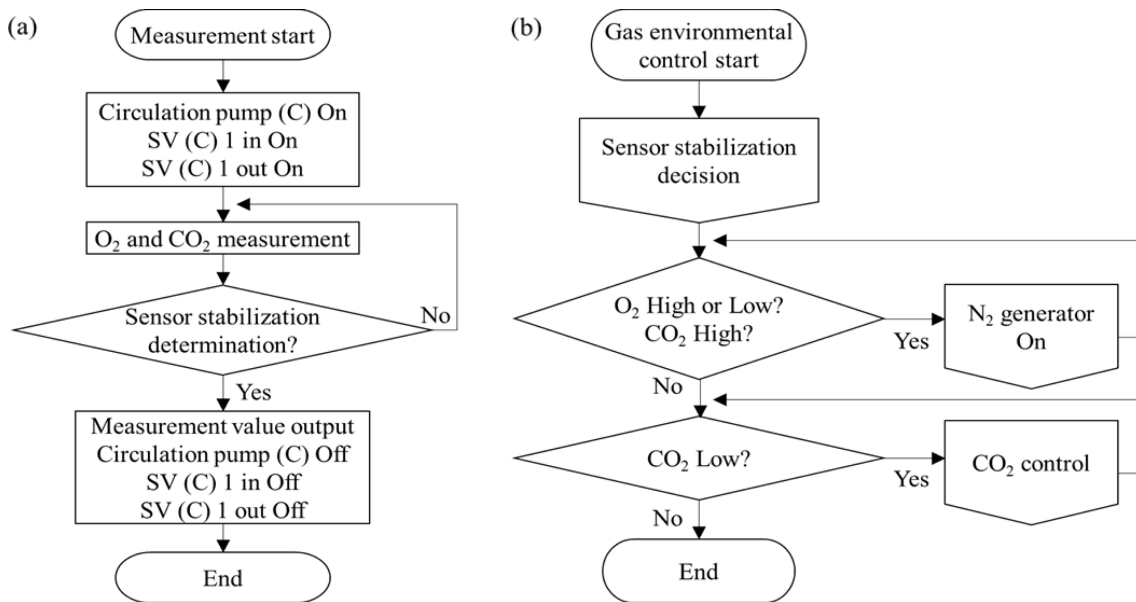 (a)
Measurement start
Circulation pump (C) On
SV (C) 1 in On
SV (C) 1 out On
O₂ and CO₂ measurement
Sensor stabilization
determination?
No
Yes
Measurement value output
Circulation pump (C) Off
SV (C) 1 in Off
SV (C) 1 out Off
End
(b)
Gas environmental
control start
Sensor stabilization
decision
O₂ High or Low?
CO₂ High?
Yes
N₂ generator
On
No
CO₂ Low?
Yes
CO₂ control
No
End